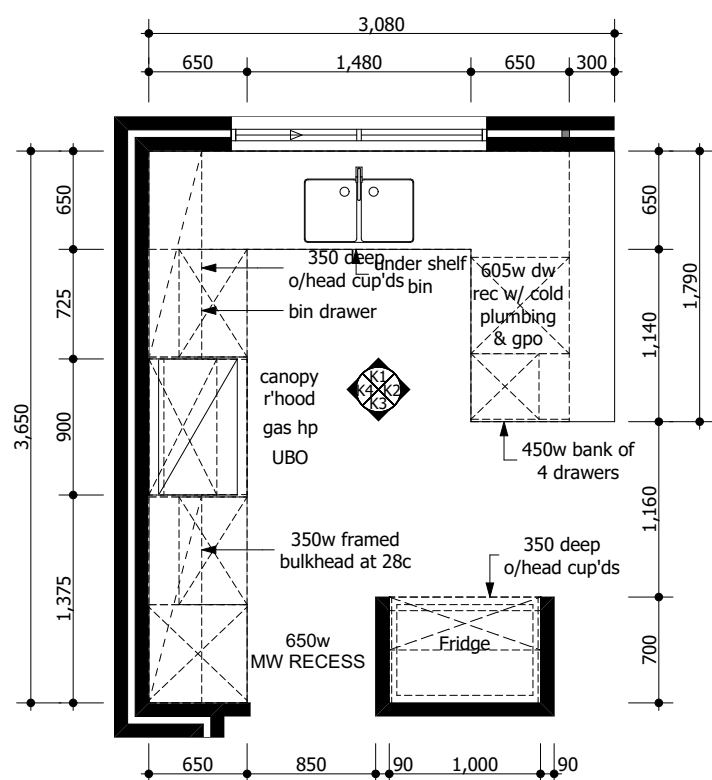 3,080
650
1,480
650
300
350 deep
o/head cup'ds
under shelf
bin
bin drawer
605w dw
rec w/ cold
plumbing
& gpo
650
725
900
1,375
3,650
650
1,140
1,790
1,160
700
canopy
r'hood
gas hp
UBO
K1
K4 K2
K3
450w bank of
4 drawers
350w framed
bulkhead at 28c
350 deep
o/head cup'ds
650w
MW RECESS
Fridge
650
850
90
1,000
90